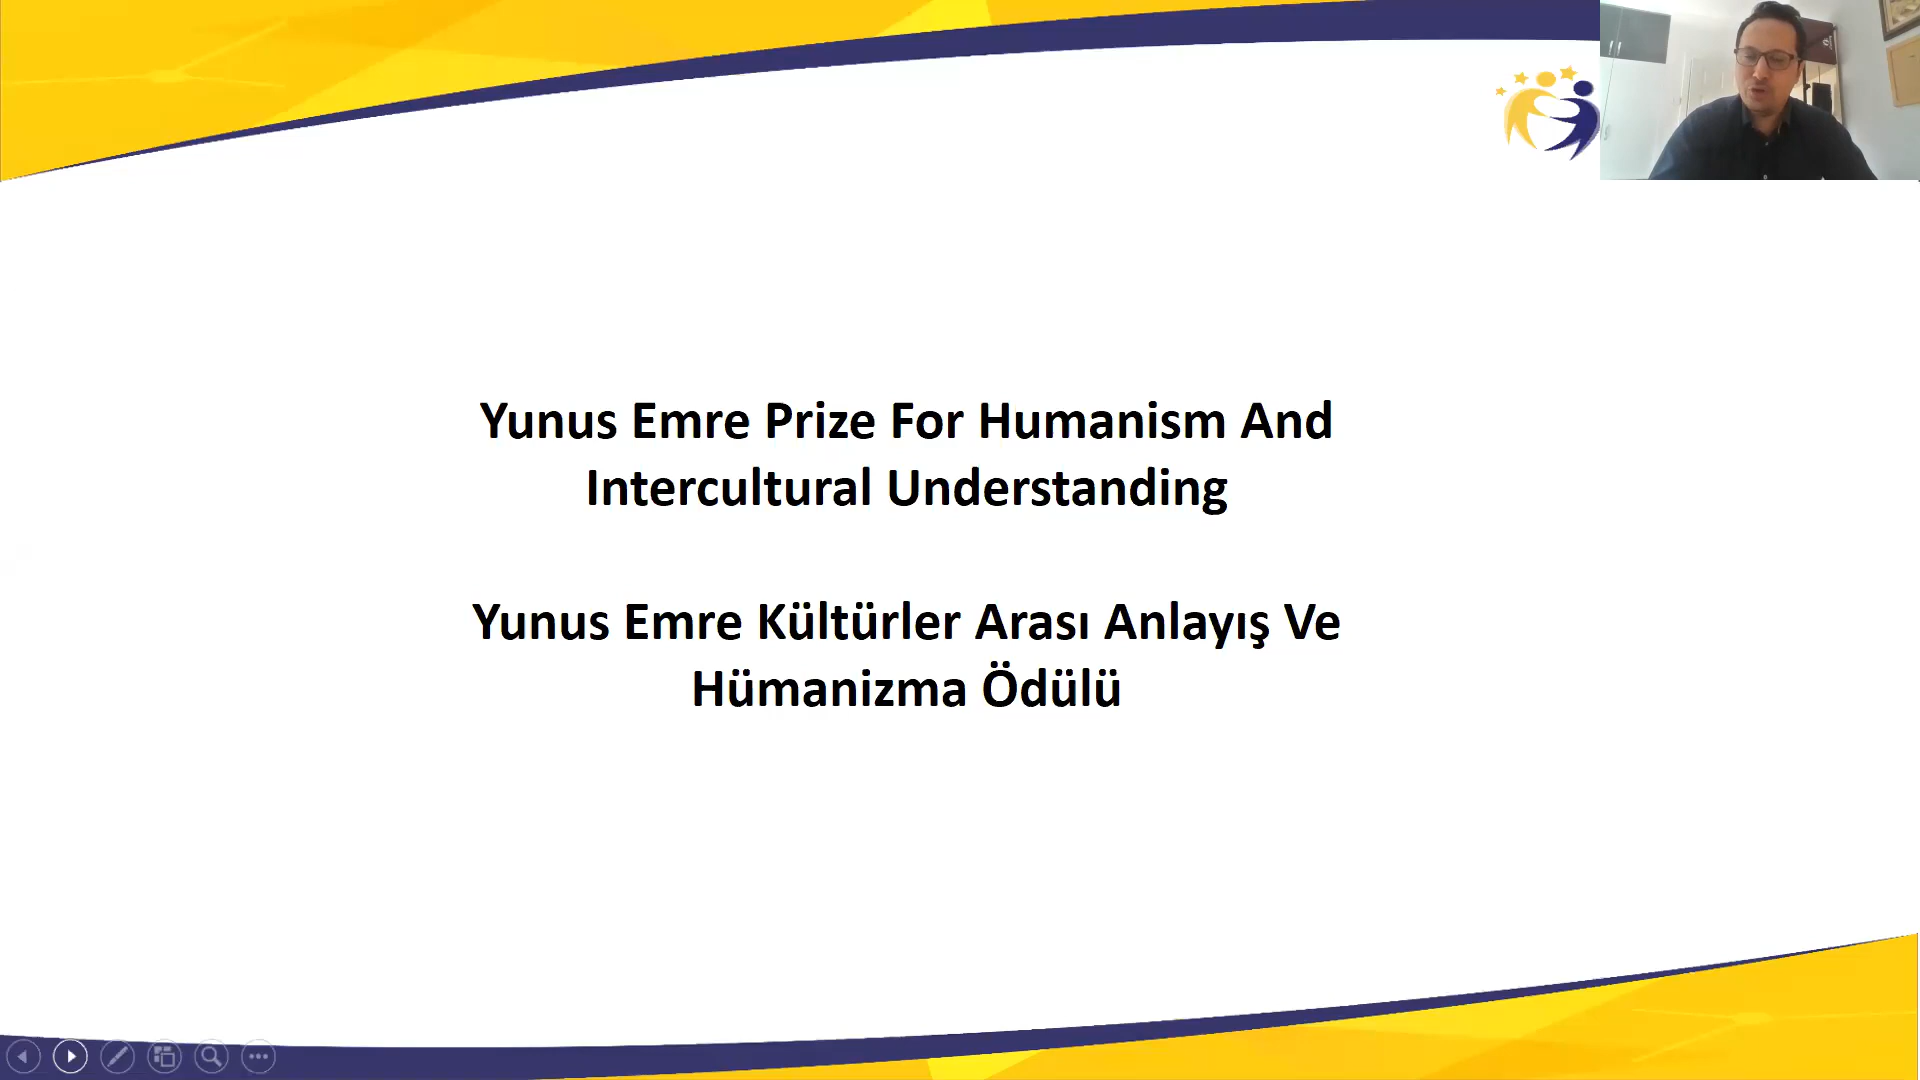 Yunus Emre Prize For Humanism And
Intercultural Understanding
Yunus Emre Kültürler Arası Anlayış Ve
Hümanizma Ödülü